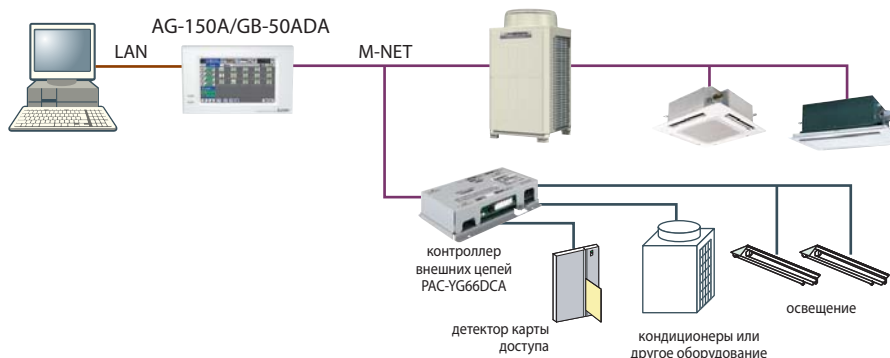 AG-150A/GB-50ADA
LAN
M-NET
контроллер
внешних цепей
PAC-YG66DCA
детектор карты
доступа
кондиционеры или
другое оборудование
освещение